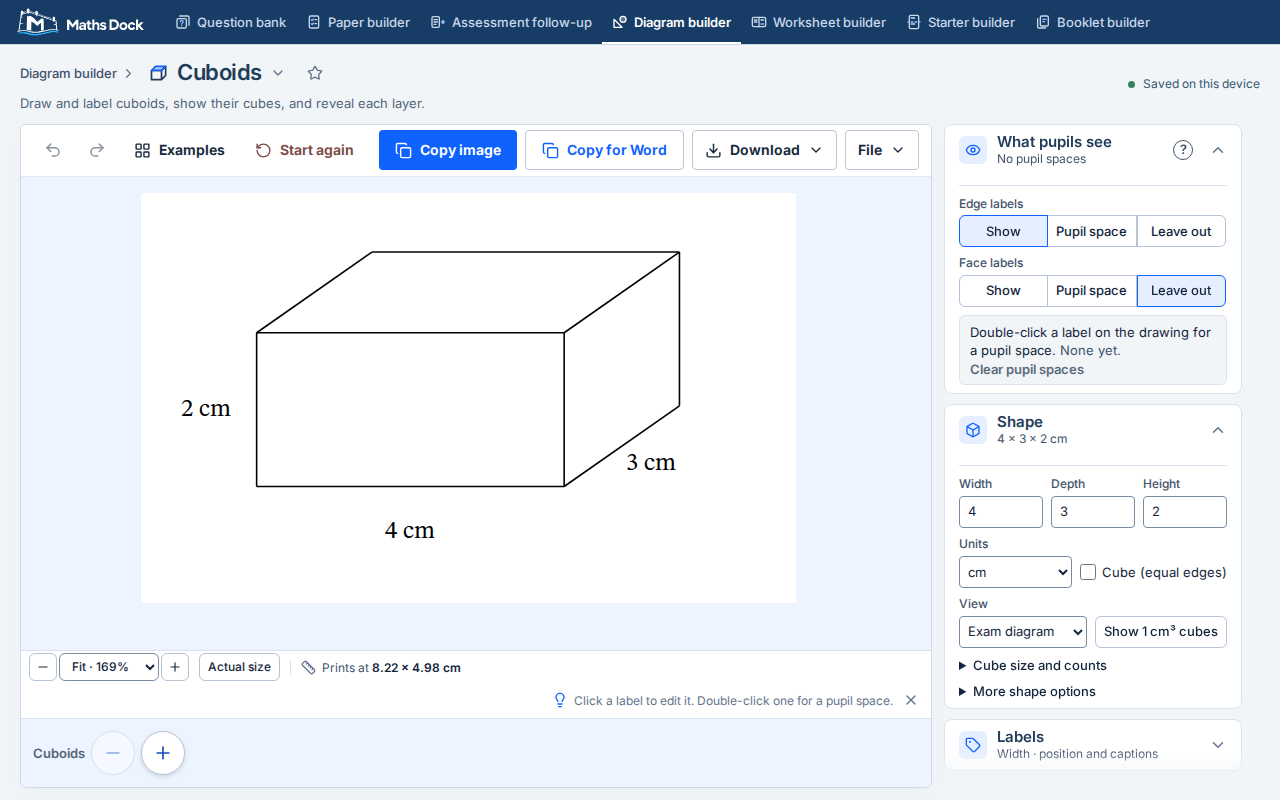 Maths Dock
Question bank
Paper builder
Assessment follow-up
Diagram builder
Worksheet builder
Starter builder
Booklet builder
Diagram builder
Cuboids
Saved on this device
Draw and label cuboids, show their cubes, and reveal each layer.
Examples
Start again
Copy image
Copy for Word
Download
File
2 cm
3 cm
4 cm
Fit · 169%
Actual size
Prints at 8.22 × 4.98 cm
Click a label to edit it. Double-click one for a pupil space.
Cuboids
What pupils see
No pupil spaces
?
Edge labels
Show Pupil space Leave out
Face labels
Show Pupil space Leave out
Double-click a label on the drawing for
a pupil space. None yet.
Clear pupil spaces
Shape
4 × 3 × 2 cm
Width Depth Height
4 3 2
Units
cm Cube (equal edges)
View
Exam diagram Show 1 cm³ cubes
Cube size and counts
More shape options
Labels
Width · position and captions